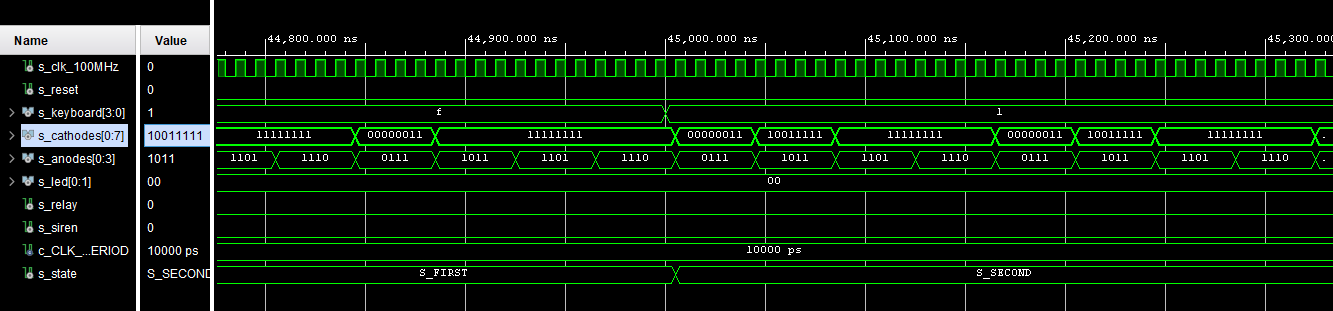 Name Value
44,800.000 ns 44,900.000 ns 45,000.000 ns 45,100.000 ns 45,200.000 ns 45,300.000
s_clk_100MHz 0
s_reset 0
s_keyboard[3:0] 1 f 1
s_cathodes[0:7] 10011111 11111111 00000011 11111111 00000011 10011111 11111111 00000011 10011111 11111111 .
s_anodes[0:3] 1011 1101 1110 0111 1011 1101 1110 0111 1011 1101 1110 0111 1011 1101 1110 .
s_led[0:1] 00 00
s_relay 0
s_siren 0
c_CLK_...ERIOD 10000 ps 10000 ps
s_state S_SECOND S_FIRST S_SECOND